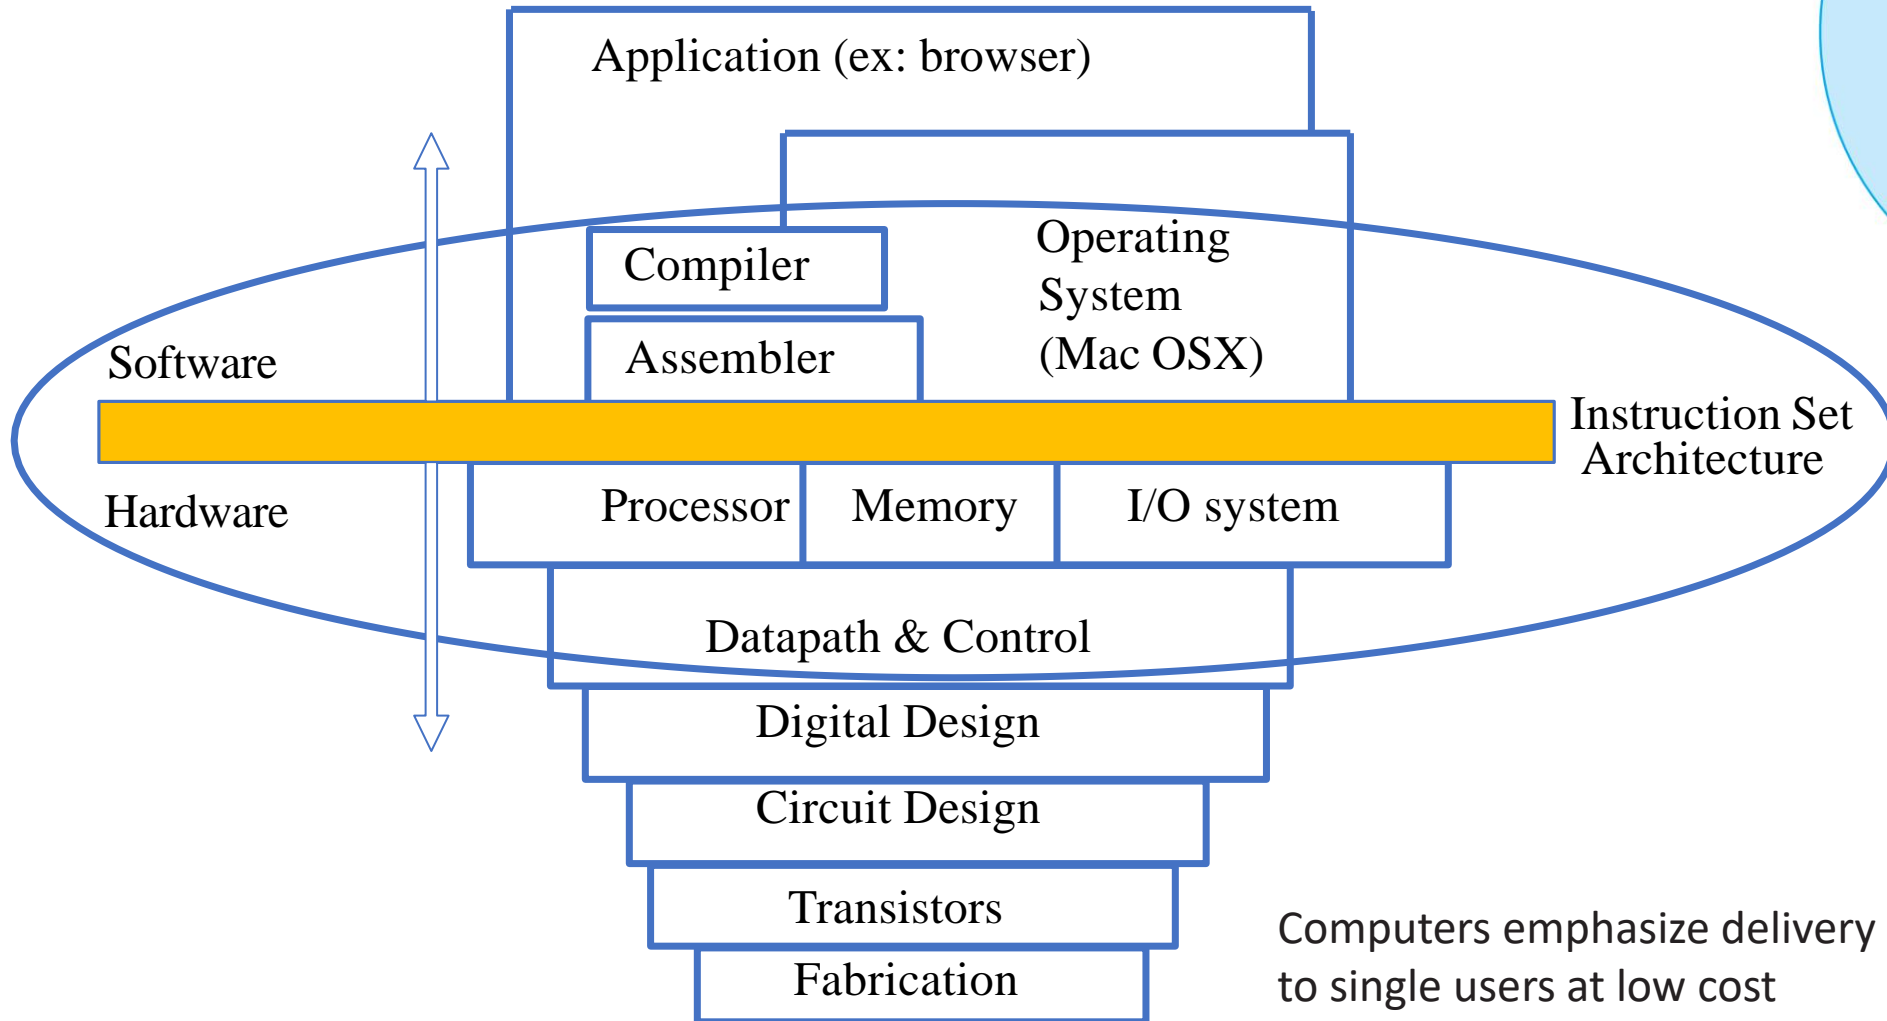 Application (ex: browser)
Operating
System
(Mac OSX)
Compiler
Assembler
Software
Instruction Set
Architecture
Hardware
Processor
Memory
I/O system
Datapath & Control
Digital Design
Circuit Design
Transistors
Fabrication
Computers emphasize delivery
to single users at low cost